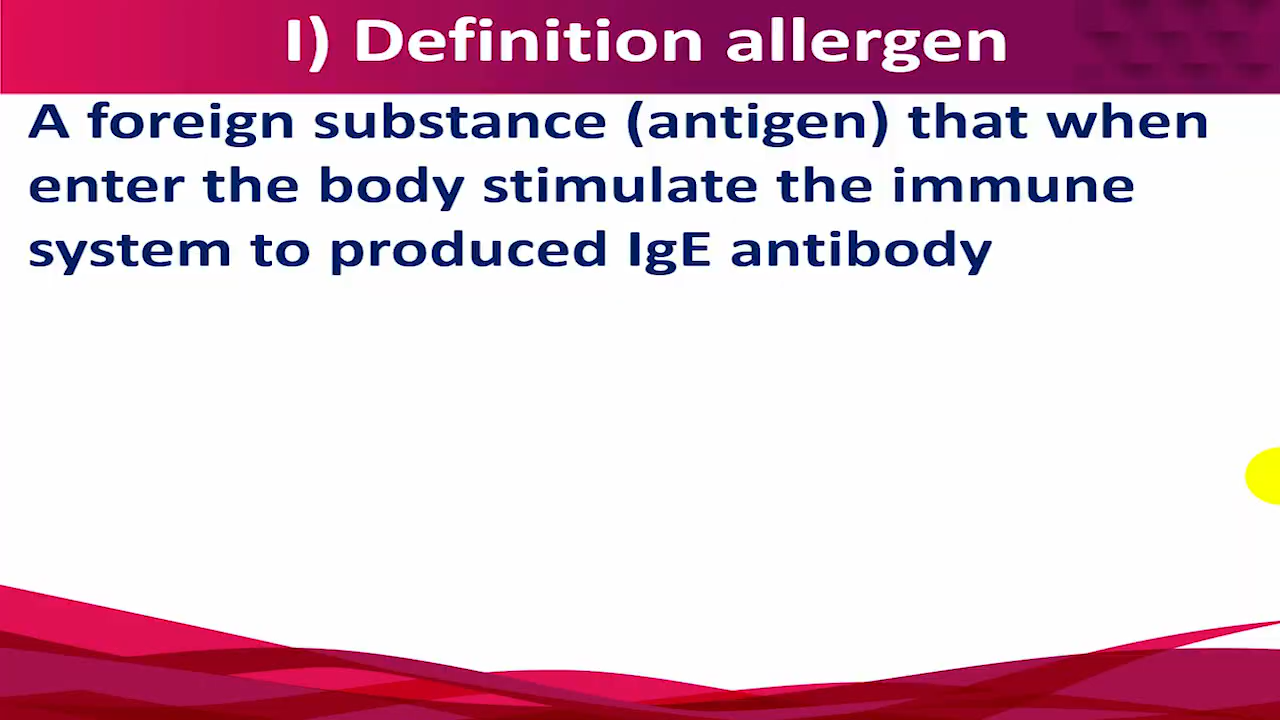 I) Definition allergen
A foreign substance (antigen) that when
enter the body stimulate the immune
system to produced IgE antibody